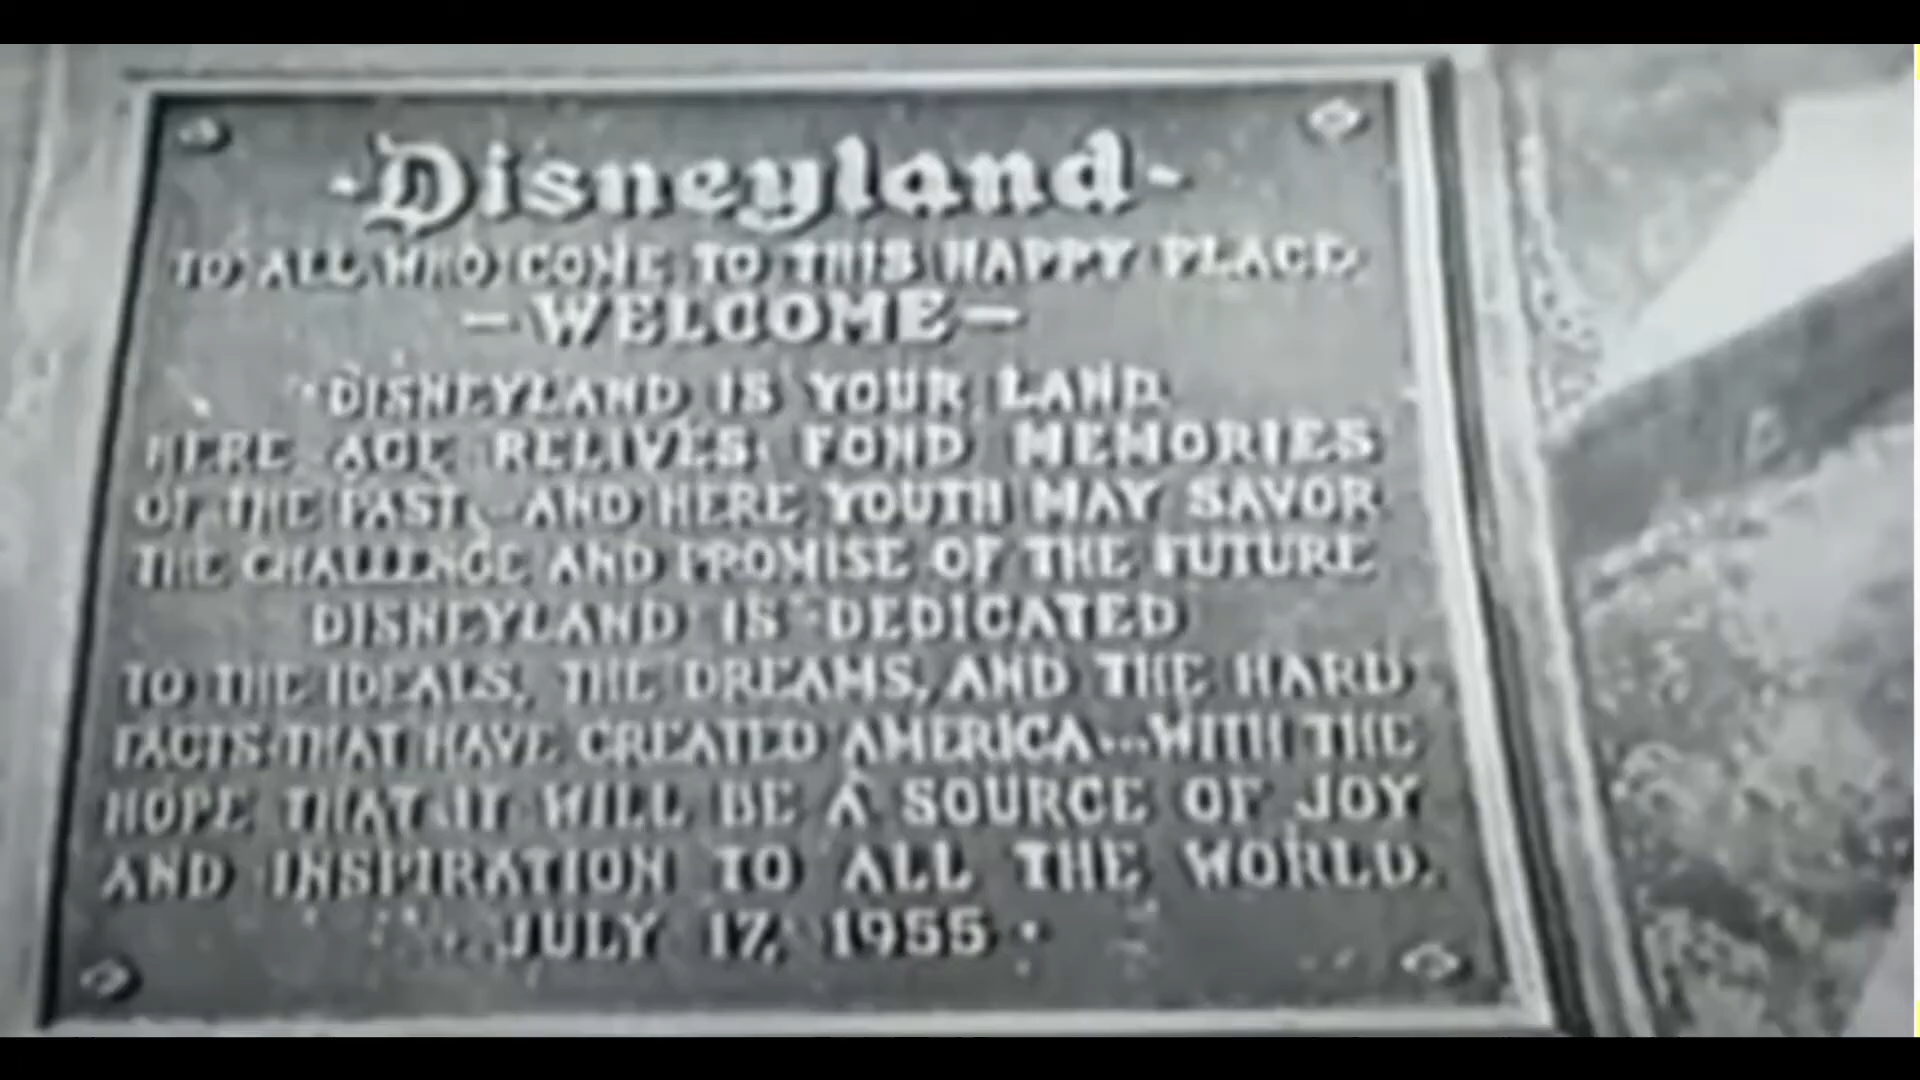 -Disneyland-
TO ALL WHO COME TO THIS HAPPY PLACE
- WELCOME -
DISNEYLAND IS YOUR LAND.
HERE AGE RELIVES FOND MEMORIES
OF THE PAST, AND HERE YOUTH MAY SAVOR
THE CHALLENGE AND PROMISE OF THE FUTURE
DISNEYLAND IS DEDICATED
TO THE IDEALS, THE DREAMS, AND THE HARD
FACTS THAT HAVE CREATED AMERICA...WITH THE
HOPE THAT IT WILL BE A SOURCE OF JOY
AND INSPIRATION TO ALL THE WORLD.
JULY 17, 1955